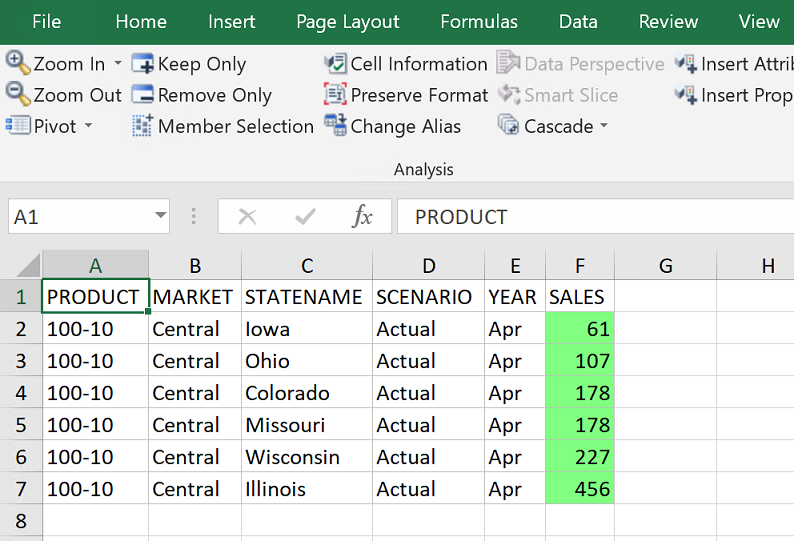 File Home Insert Page Layout Formulas Data Review View
Zoom In Keep Only Cell Information Data Perspective Insert Attri
Zoom Out Remove Only Preserve Format Smart Slice Insert Prop
Pivot Member Selection Change Alias Cascade
Analysis
A1 fx PRODUCT
A B C D E F G H
1 PRODUCT MARKET STATENAME SCENARIO YEAR SALES
2 100-10 Central Iowa Actual Apr 61
3 100-10 Central Ohio Actual Apr 107
4 100-10 Central Colorado Actual Apr 178
5 100-10 Central Missouri Actual Apr 178
6 100-10 Central Wisconsin Actual Apr 227
7 100-10 Central Illinois Actual Apr 456
8